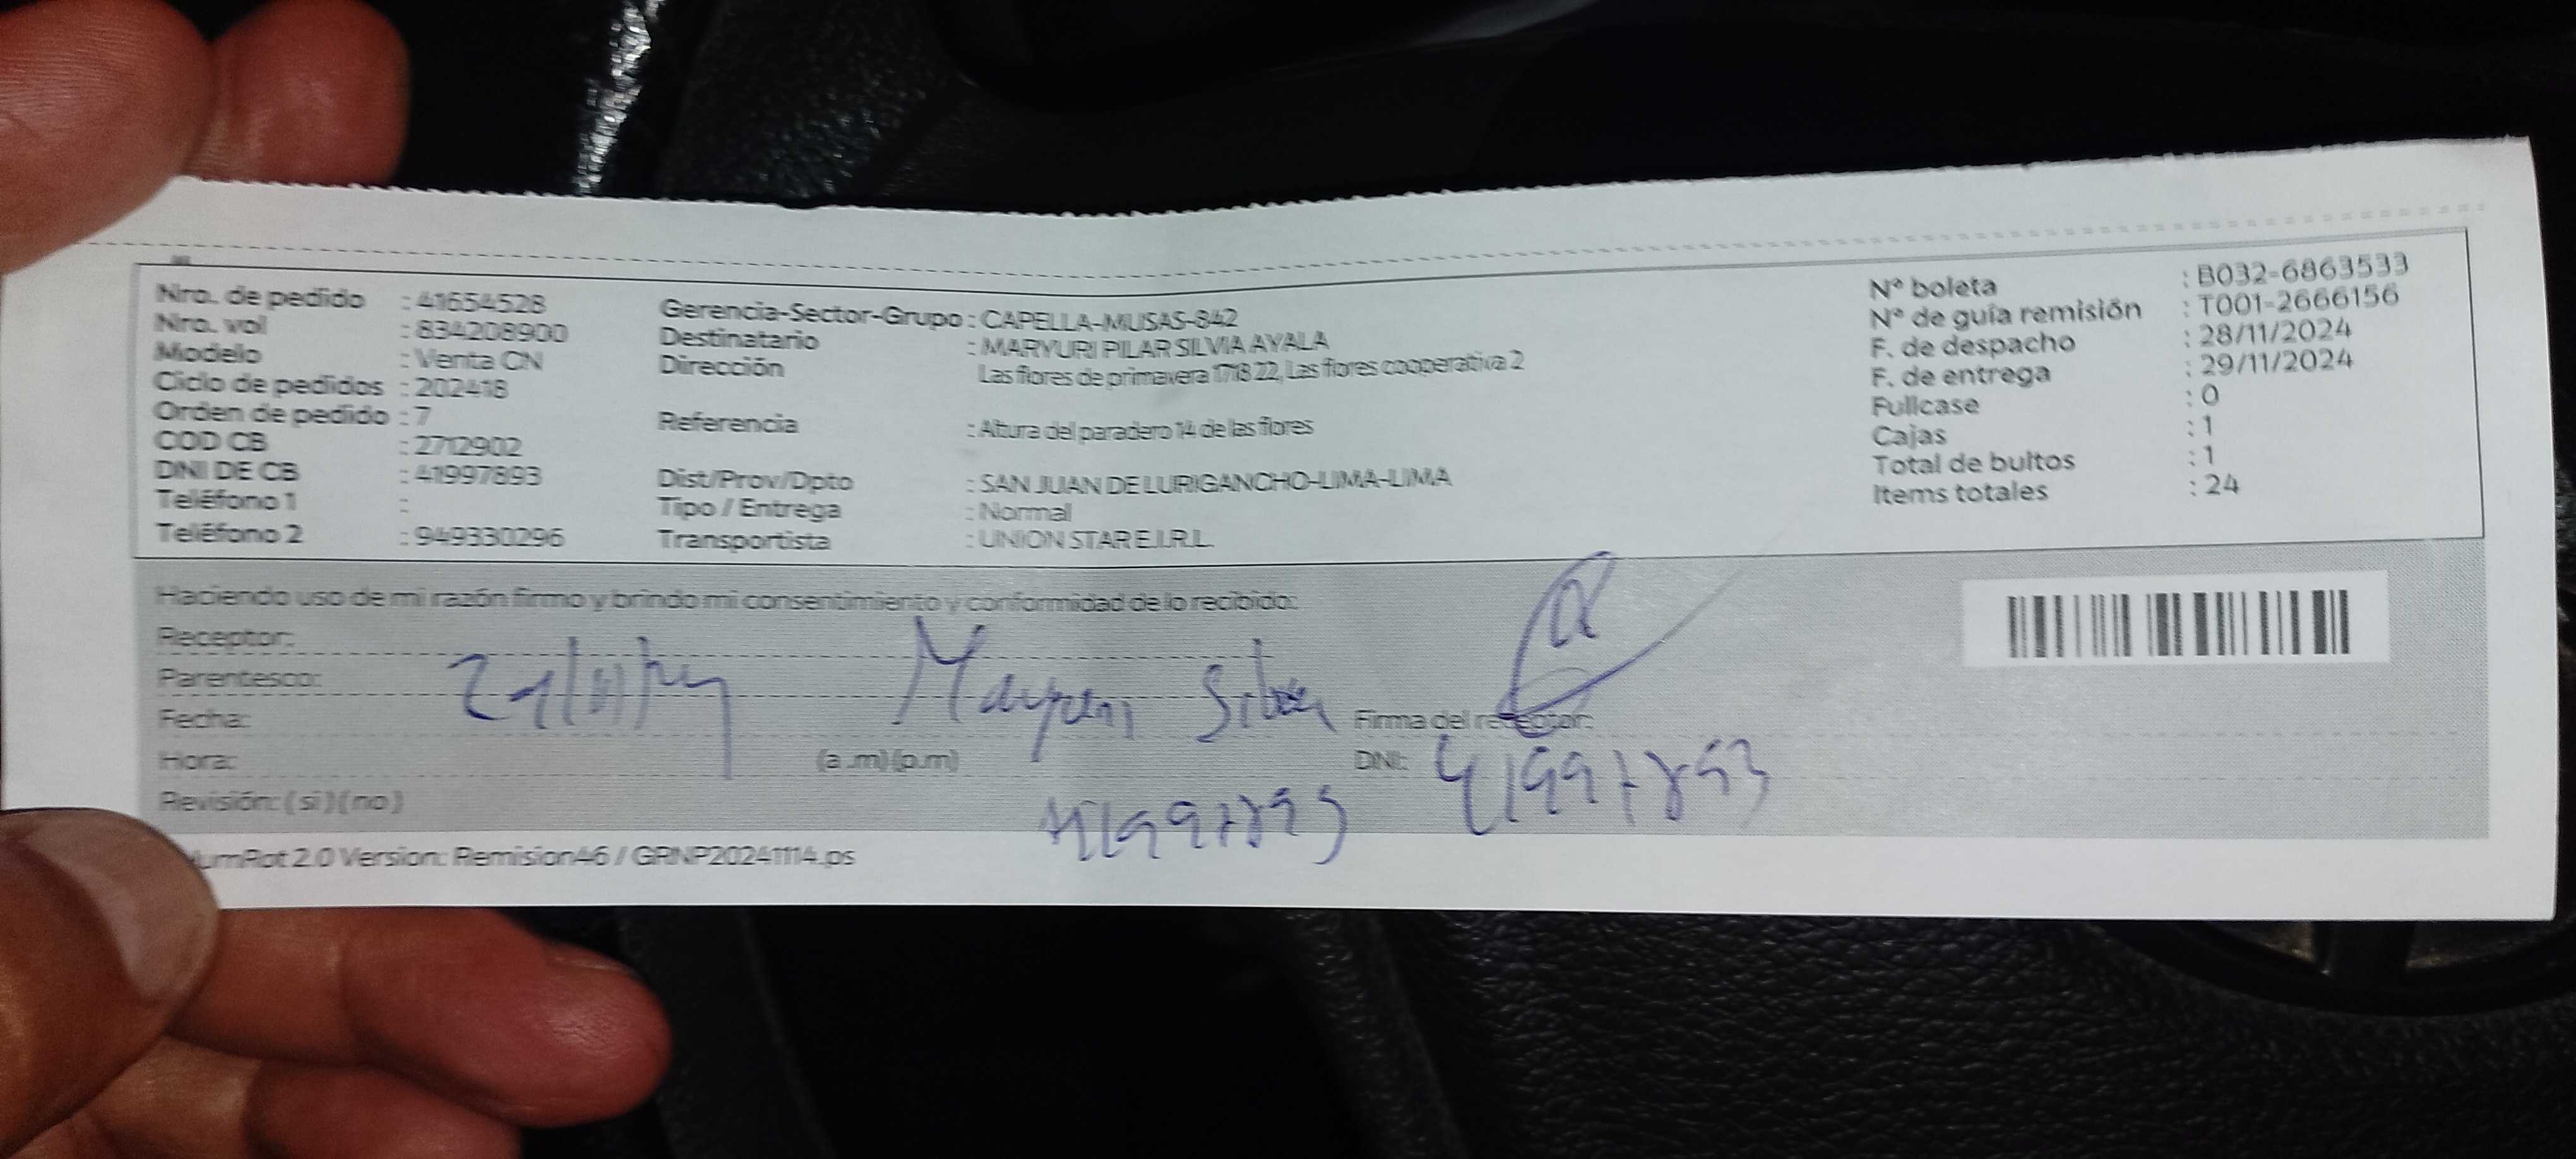 Nro. de pedido : 41654528
Nro. vol : 834208900
Modelo : Venta CN
Ciclo de pedidos : 202418
Orden de pedido : 7
COD CB : 2712902
DNI DE CB : 41997893
Teléfono 1 :
Teléfono 2 : 949330296
Gerencia-Sector-Grupo : CAPELLA-MUSAS-842
Destinatario : MARYURI PILAR SILVIA AYALA
Dirección Las flores de primavera 1718 22, Las flores cooperativa 2
Referencia : Altura del paradero 14 de las flores
Dist/Prov/Dpto : SAN JUAN DE LURIGANCHO-LIMA-LIMA
Tipo / Entrega : Normal
Transportista : UNION STAR E.I.R.L.
N° boleta : B032-6863533
N° de guía remisión : T001-2666156
F. de despacho : 28/11/2024
F. de entrega : 29/11/2024
Fullcase : 0
Cajas : 1
Total de bultos : 1
Items totales : 24
Haciendo uso de mi razón firmo y brindo mi consentimiento y conformidad de lo recibido:
Receptor:
Parentesco:
Fecha: Maryuri Silvia Firma del receptor:
Hora: (a.m)(p.m) DNI: 41997893
41997893
Revisión: (si)(no)
2.0 Version: Remision46 / GRNP20241114.ps